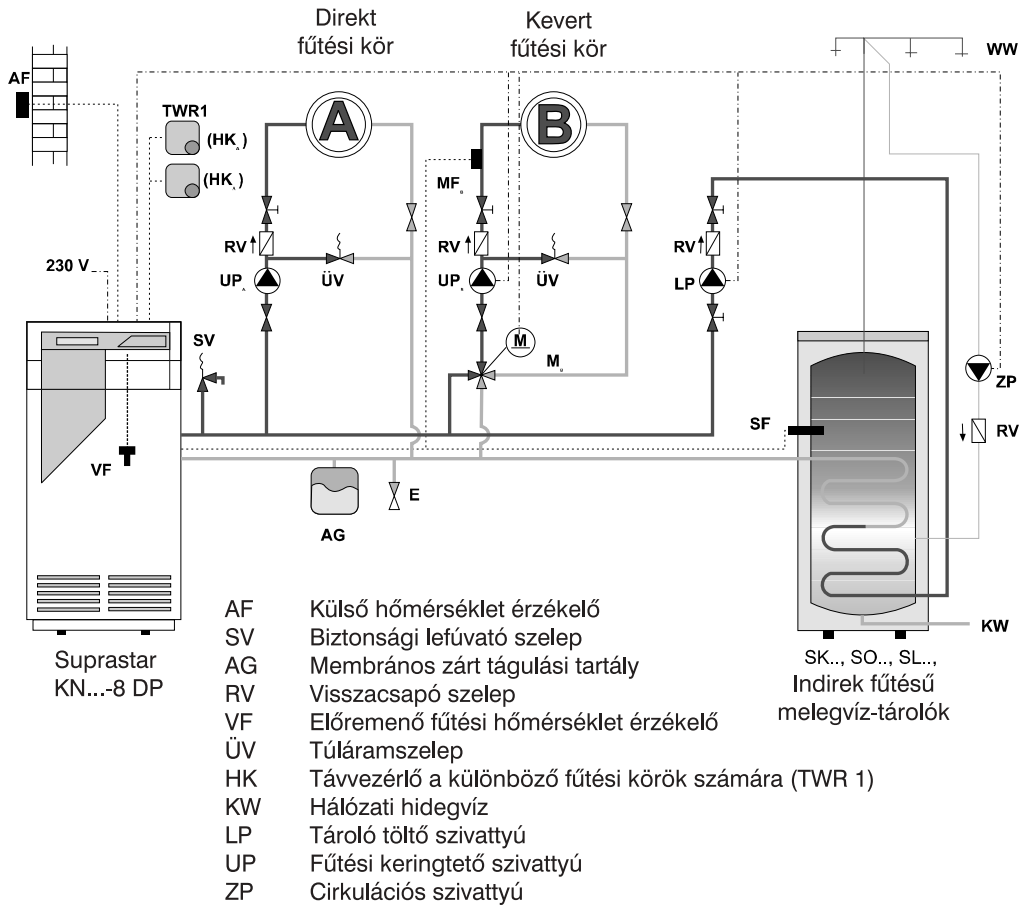 Direkt
fűtési kör
Kevert
fűtési kör
WW
AF
TWR1
A
B
(HK )
MF
(HK )
RV
RV
RV
230 V
UP
ÜV
UP
ÜV
LP
SV
M
M
ZP
SF
RV
VF
E
AG
KW
AF Külső hőmérséklet érzékelő
SV Biztonsági lefúvató szelep
AG Membrános zárt tágulási tartály
RV Visszacsapó szelep
VF Előremenő fűtési hőmérséklet érzékelő
ÜV Túláramszelep
HK Távvezérlő a különböző fűtési körök számára (TWR 1)
KW Hálózati hidegvíz
LP Tároló töltő szivattyú
UP Fűtési keringtető szivattyú
ZP Cirkulációs szivattyú
Suprastar
KN...-8 DP
SK.., SO.., SL..,
Indirek fűtésű
melegvíz-tárolók